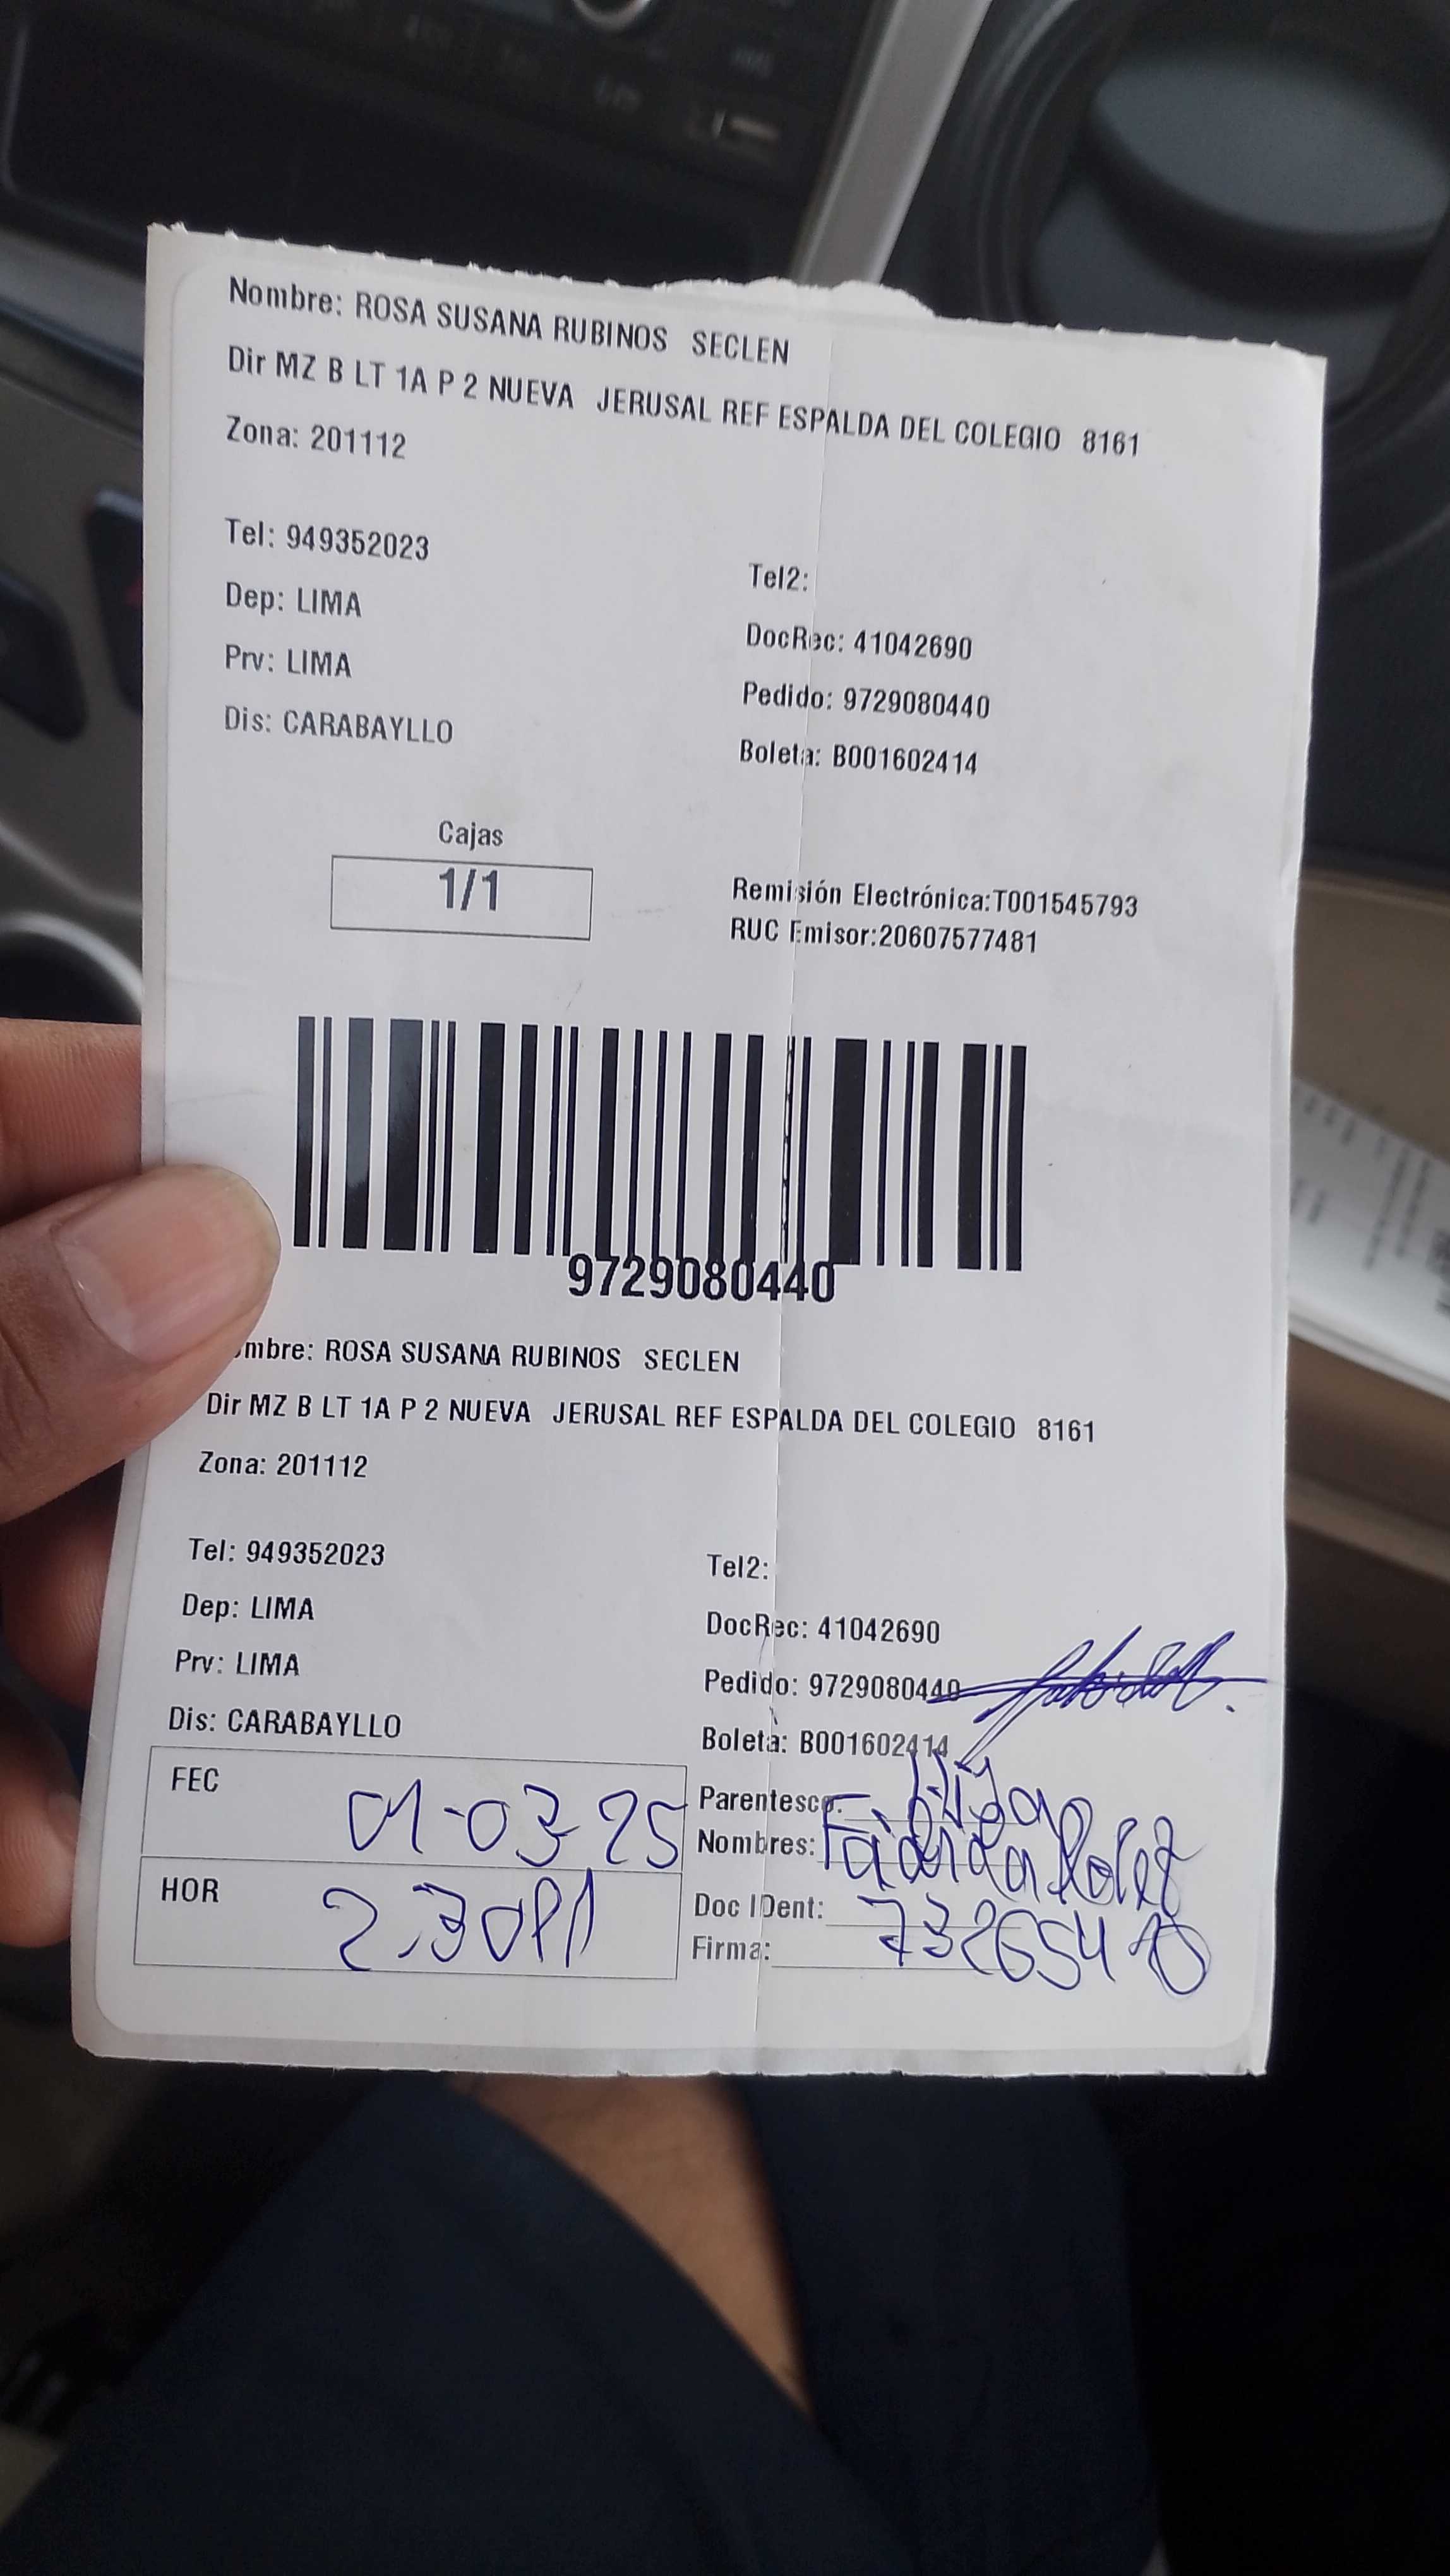 Nombre: ROSA SUSANA RUBINOS SECLEN
Dir MZ B LT 1A P 2 NUEVA JERUSAL REF ESPALDA DEL COLEGIO 8161
Zona: 201112
Tel: 949352023
Tel2:
Dep: LIMA
DocRec: 41042690
Prv: LIMA
Pedido: 9729080440
Dis: CARABAYLLO
Boleta: B001602414
Cajas
1/1
Remisión Electrónica:T001545793
RUC Emisor:20607577481
9729080440
ombre: ROSA SUSANA RUBINOS SECLEN
Dir MZ B LT 1A P 2 NUEVA JERUSAL REF ESPALDA DEL COLEGIO 8161
Zona: 201112
Tel: 949352023
Tel2:
Dep: LIMA
DocRec: 41042690
Prv: LIMA
Pedido: 9729080440
Dis: CARABAYLLO
Boleta: B001602414
FEC 01-03-25
Parentesco: Hija
Nombres:
HOR 2:30PM
Doc IDent:
Firma: